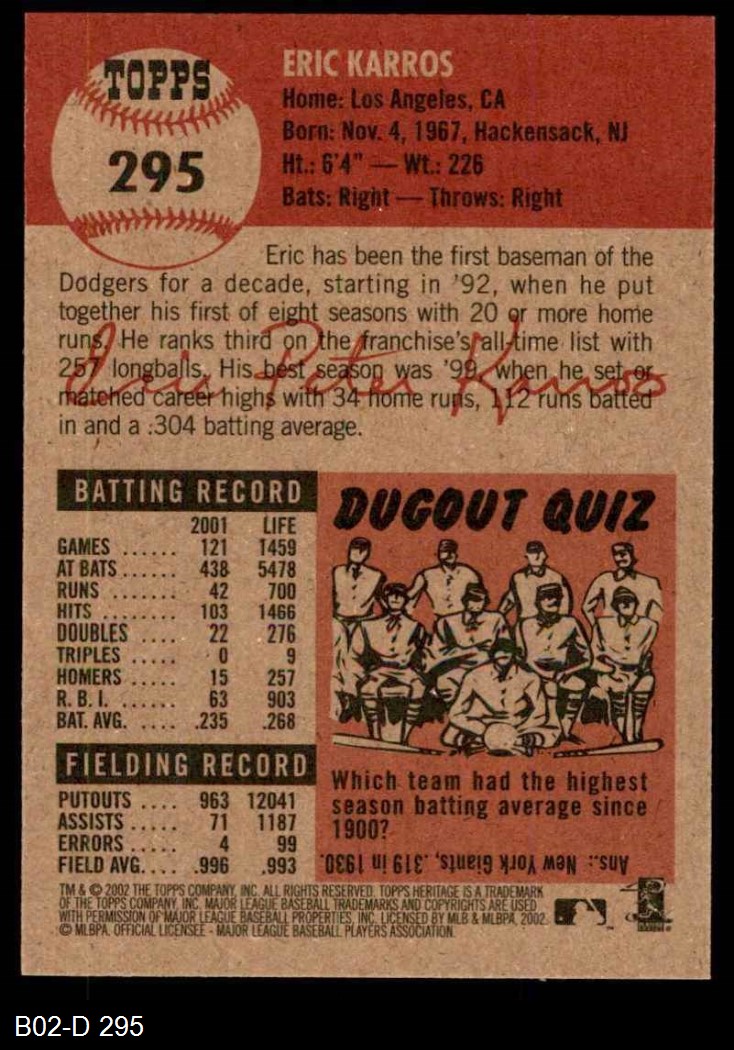 TOPPS
295
ERIC KARROS
Home: Los Angeles, CA
Born: Nov. 4, 1967, Hackensack, NJ
Ht.: 6'4" — Wt.: 226
Bats: Right — Throws: Right
Eric has been the first baseman of the
Dodgers for a decade, starting in '92, when he put
together his first of eight seasons with 20 or more home
runs. He ranks third on the franchise's all-time list with
257 longballs. His best season was '99, when he set or
matched career highs with 34 home runs, 112 runs batted
in and a .304 batting average.
Eric Peter Karros
BATTING RECORD
2001 LIFE
GAMES ...... 121 1459
AT BATS ...... 438 5478
RUNS ...... 42 700
HITS ........ 103 1466
DOUBLES .... 22 276
TRIPLES ..... 0 9
HOMERS ..... 15 257
R. B. I. ...... 63 903
BAT. AVG. .... .235 .268
FIELDING RECORD
PUTOUTS .... 963 12041
ASSISTS ..... 71 1187
ERRORS ..... 4 99
FIELD AVG.... .996 .993
DUGOUT QUIZ
Which team had the highest
season batting average since
1900?
Ans.: New York Giants, .319 in 1930.
TM & © 2002 THE TOPPS COMPANY, INC. ALL RIGHTS RESERVED. TOPPS HERITAGE IS A TRADEMARK
OF THE TOPPS COMPANY, INC. MAJOR LEAGUE BASEBALL TRADEMARKS AND COPYRIGHTS ARE USED
WITH PERMISSION OF MAJOR LEAGUE BASEBALL PROPERTIES, INC. LICENSED BY MLB & MLBPA, 2002.
© MLBPA. OFFICIAL LICENSEE - MAJOR LEAGUE BASEBALL PLAYERS ASSOCIATION.
B02-D 295